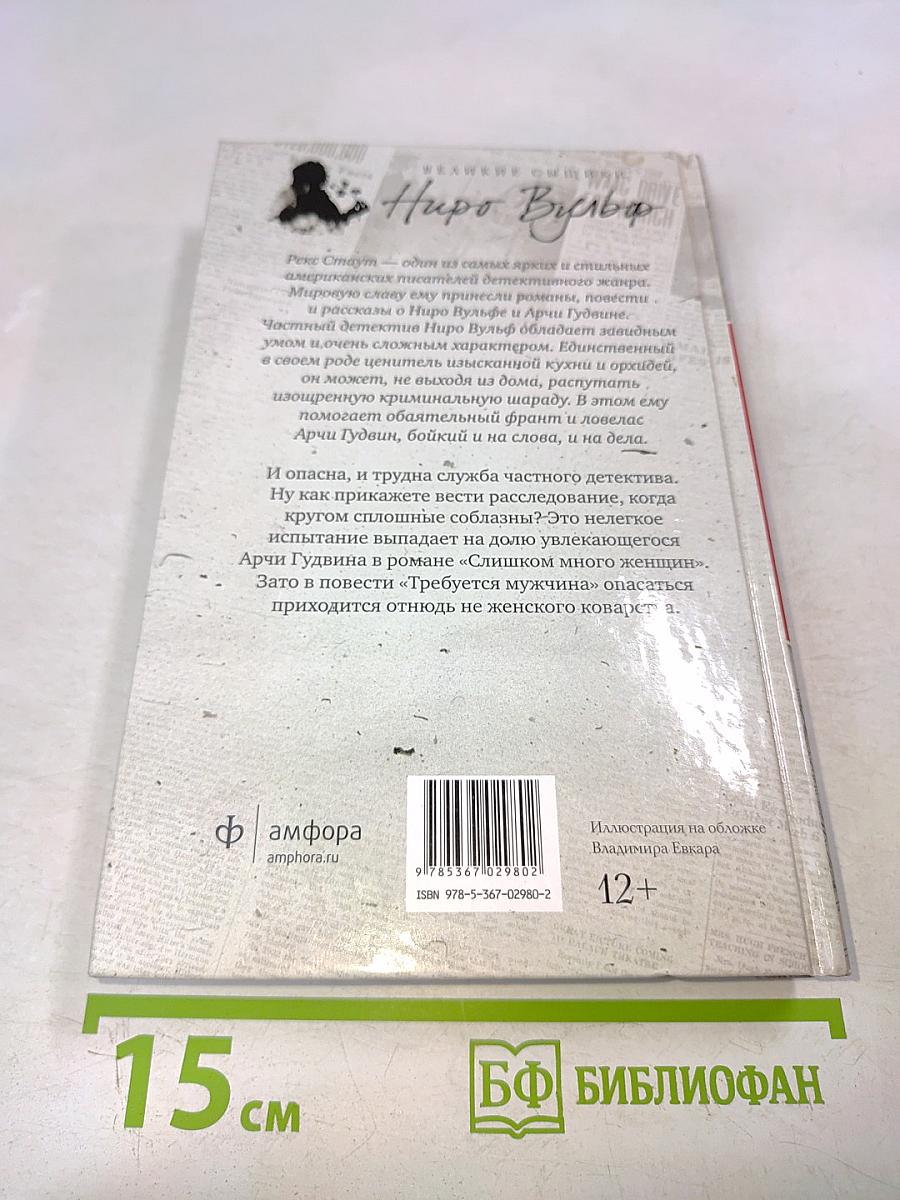 ВЕЛИКИЕ СЫЩИКИ
Ниро Вульф
Рекс Стаут — один из самых ярких и стильных
американских писателей детективного жанра.
Мировую славу ему принесли романы, повести
и рассказы о Ниро Вульфе и Арчи Гудвине.
Частный детектив Ниро Вульф обладает завидным
умом и очень сложным характером. Единственный
в своем роде ценитель изысканной кухни и орхидей,
он может, не выходя из дома, распутать
изощренную криминальную шараду. В этом ему
помогает обаятельный франт и ловелас
Арчи Гудвин, бойкий и на слова, и на дела.
И опасна, и трудна служба частного детектива.
Ну как прикажете вести расследование, когда
кругом сплошные соблазны? Это нелегкое
испытание выпадает на долю увлекающегося
Арчи Гудвина в романе «Слишком много женщин».
Зато в повести «Требуется мужчина» опасаться
приходится отнюдь не женского коварства.
ф амфора
amphora.ru
9 785367 029802
ISBN 978-5-367-02980-2
Иллюстрация на обложке
Владимира Евкара
12+
15 см
БФ БИБЛИОФАН